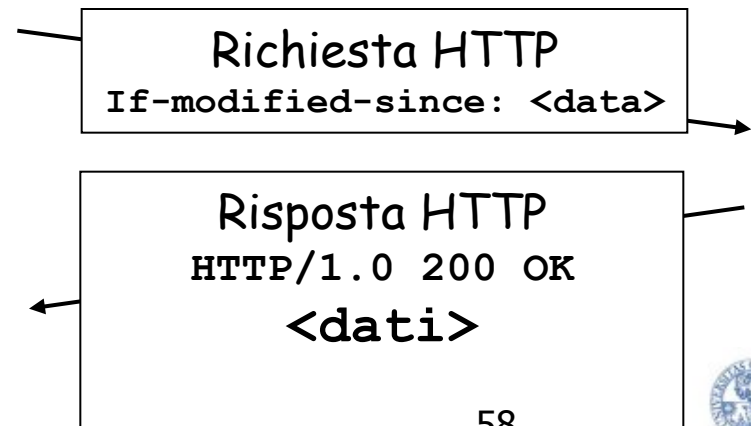 Richiesta HTTP
If-modified-since: <data>
Risposta HTTP
HTTP/1.0 200 OK
<dati>
58